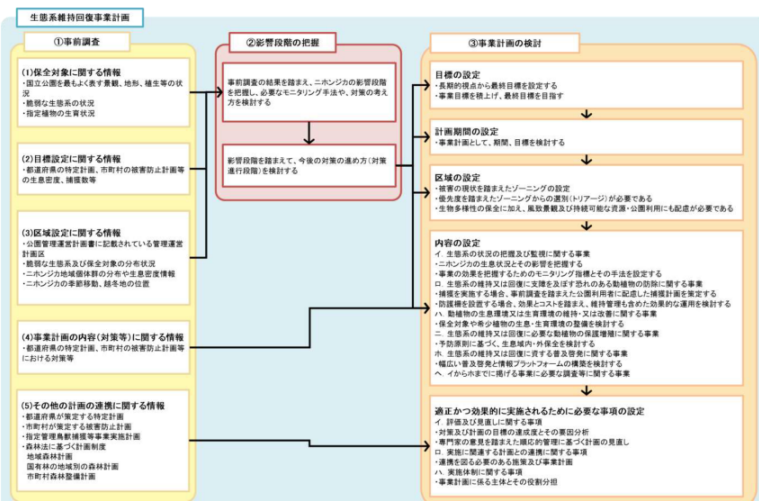 生態系維持回復事業計画
①事前調査
(1)保全対象に関する情報
・国立公園を最もよく表す景観、地形、植生等の状
況
・脆弱な生態系の状況
・指定植物の生育状況
(2)目標設定に関する情報
・都道府県の特定計画、市町村の被害防止計画等
の生息密度、捕獲数等
(3)区域設定に関する情報
・公園管理運営計画書に記載されている管理運営
計画区
・脆弱な生態系及び保全対象の分布状況
・ニホンジカ地域個体群の分布や生息密度情報
・ニホンジカの季節移動、越冬地の位置
(4)事業計画の内容(対策等)に関する情報
・都道府県の特定計画、市町村の被害防止計画等
における対策等
(5)その他の計画の連携に関する情報
・都道府県が策定する特定計画
・市町村が策定する被害防止計画
・指定管理鳥獣捕獲等事業実施計画
・森林法に基づく計画制度
地域森林計画
国有林の地域別の森林計画
市町村森林整備計画
②影響段階の把握
事前調査の結果を踏まえ、ニホンジカの影響段階
を把握し、必要なモニタリング手法や、対策の考え
方を検討する
影響段階を踏まえて、今後の対策の進め方(対策
進行段階)を検討する
③事業計画の検討
目標の設定
・長期的視点から最終目標を設定する
・事業目標を積上げ、最終目標を目指す
計画期間の設定
・事業計画として、期間、目標を検討する
区域の設定
・被害の現状を踏まえたゾーニングの設定
・優先度を踏まえたゾーニングからの選別(トリアージ)が必要である
・生物多様性の保全に加え、風致景観及び持続可能な資源・公園利用にも配慮が必要である
内容の設定
イ. 生態系の状況の把握及び監視に関する事業
・ニホンジカの生息状況とその影響を把握する
・事業の効果を把握するためのモニタリング指標とその手法を設定する
ロ. 生態系の維持又は回復に支障を及ぼす恐れのある動植物の防除に関する事業
・捕獲を実施する場合、事前調査を踏まえた公園利用者に配慮した捕獲計画を策定する
・防護柵を設置する場合、効果とコストを踏まえ、維持管理も含めた効果的な運用を検討する
ハ. 動植物の生息環境又は生育環境の維持・又は改善に関する事業
・保全対象や希少植物の生息・生育環境の整備を検討する
ニ. 生態系の維持又は回復に必要な動植物の保護増殖に関する事業
・予防原則に基づく、生息域内・外保全を検討する
ホ. 生態系の維持又は回復に資する普及啓発に関する事業
・幅広い普及啓発と情報プラットフォームの構築を検討する
ヘ. イからホまでに掲げる事業に必要な調査等に関する事業
適正かつ効果的に実施されるために必要な事項の設定
イ. 評価及び見直しに関する事項
・対策及び計画の目標の達成度とその要因分析
・専門家の意見を踏まえた順応的管理に基づく計画の見直し
ロ. 実施に関連する計画との連携に関する事項
・連携を図る必要のある施策及び事業計画
ハ. 実施体制に関する事項
・事業計画に係る主体とその役割分担